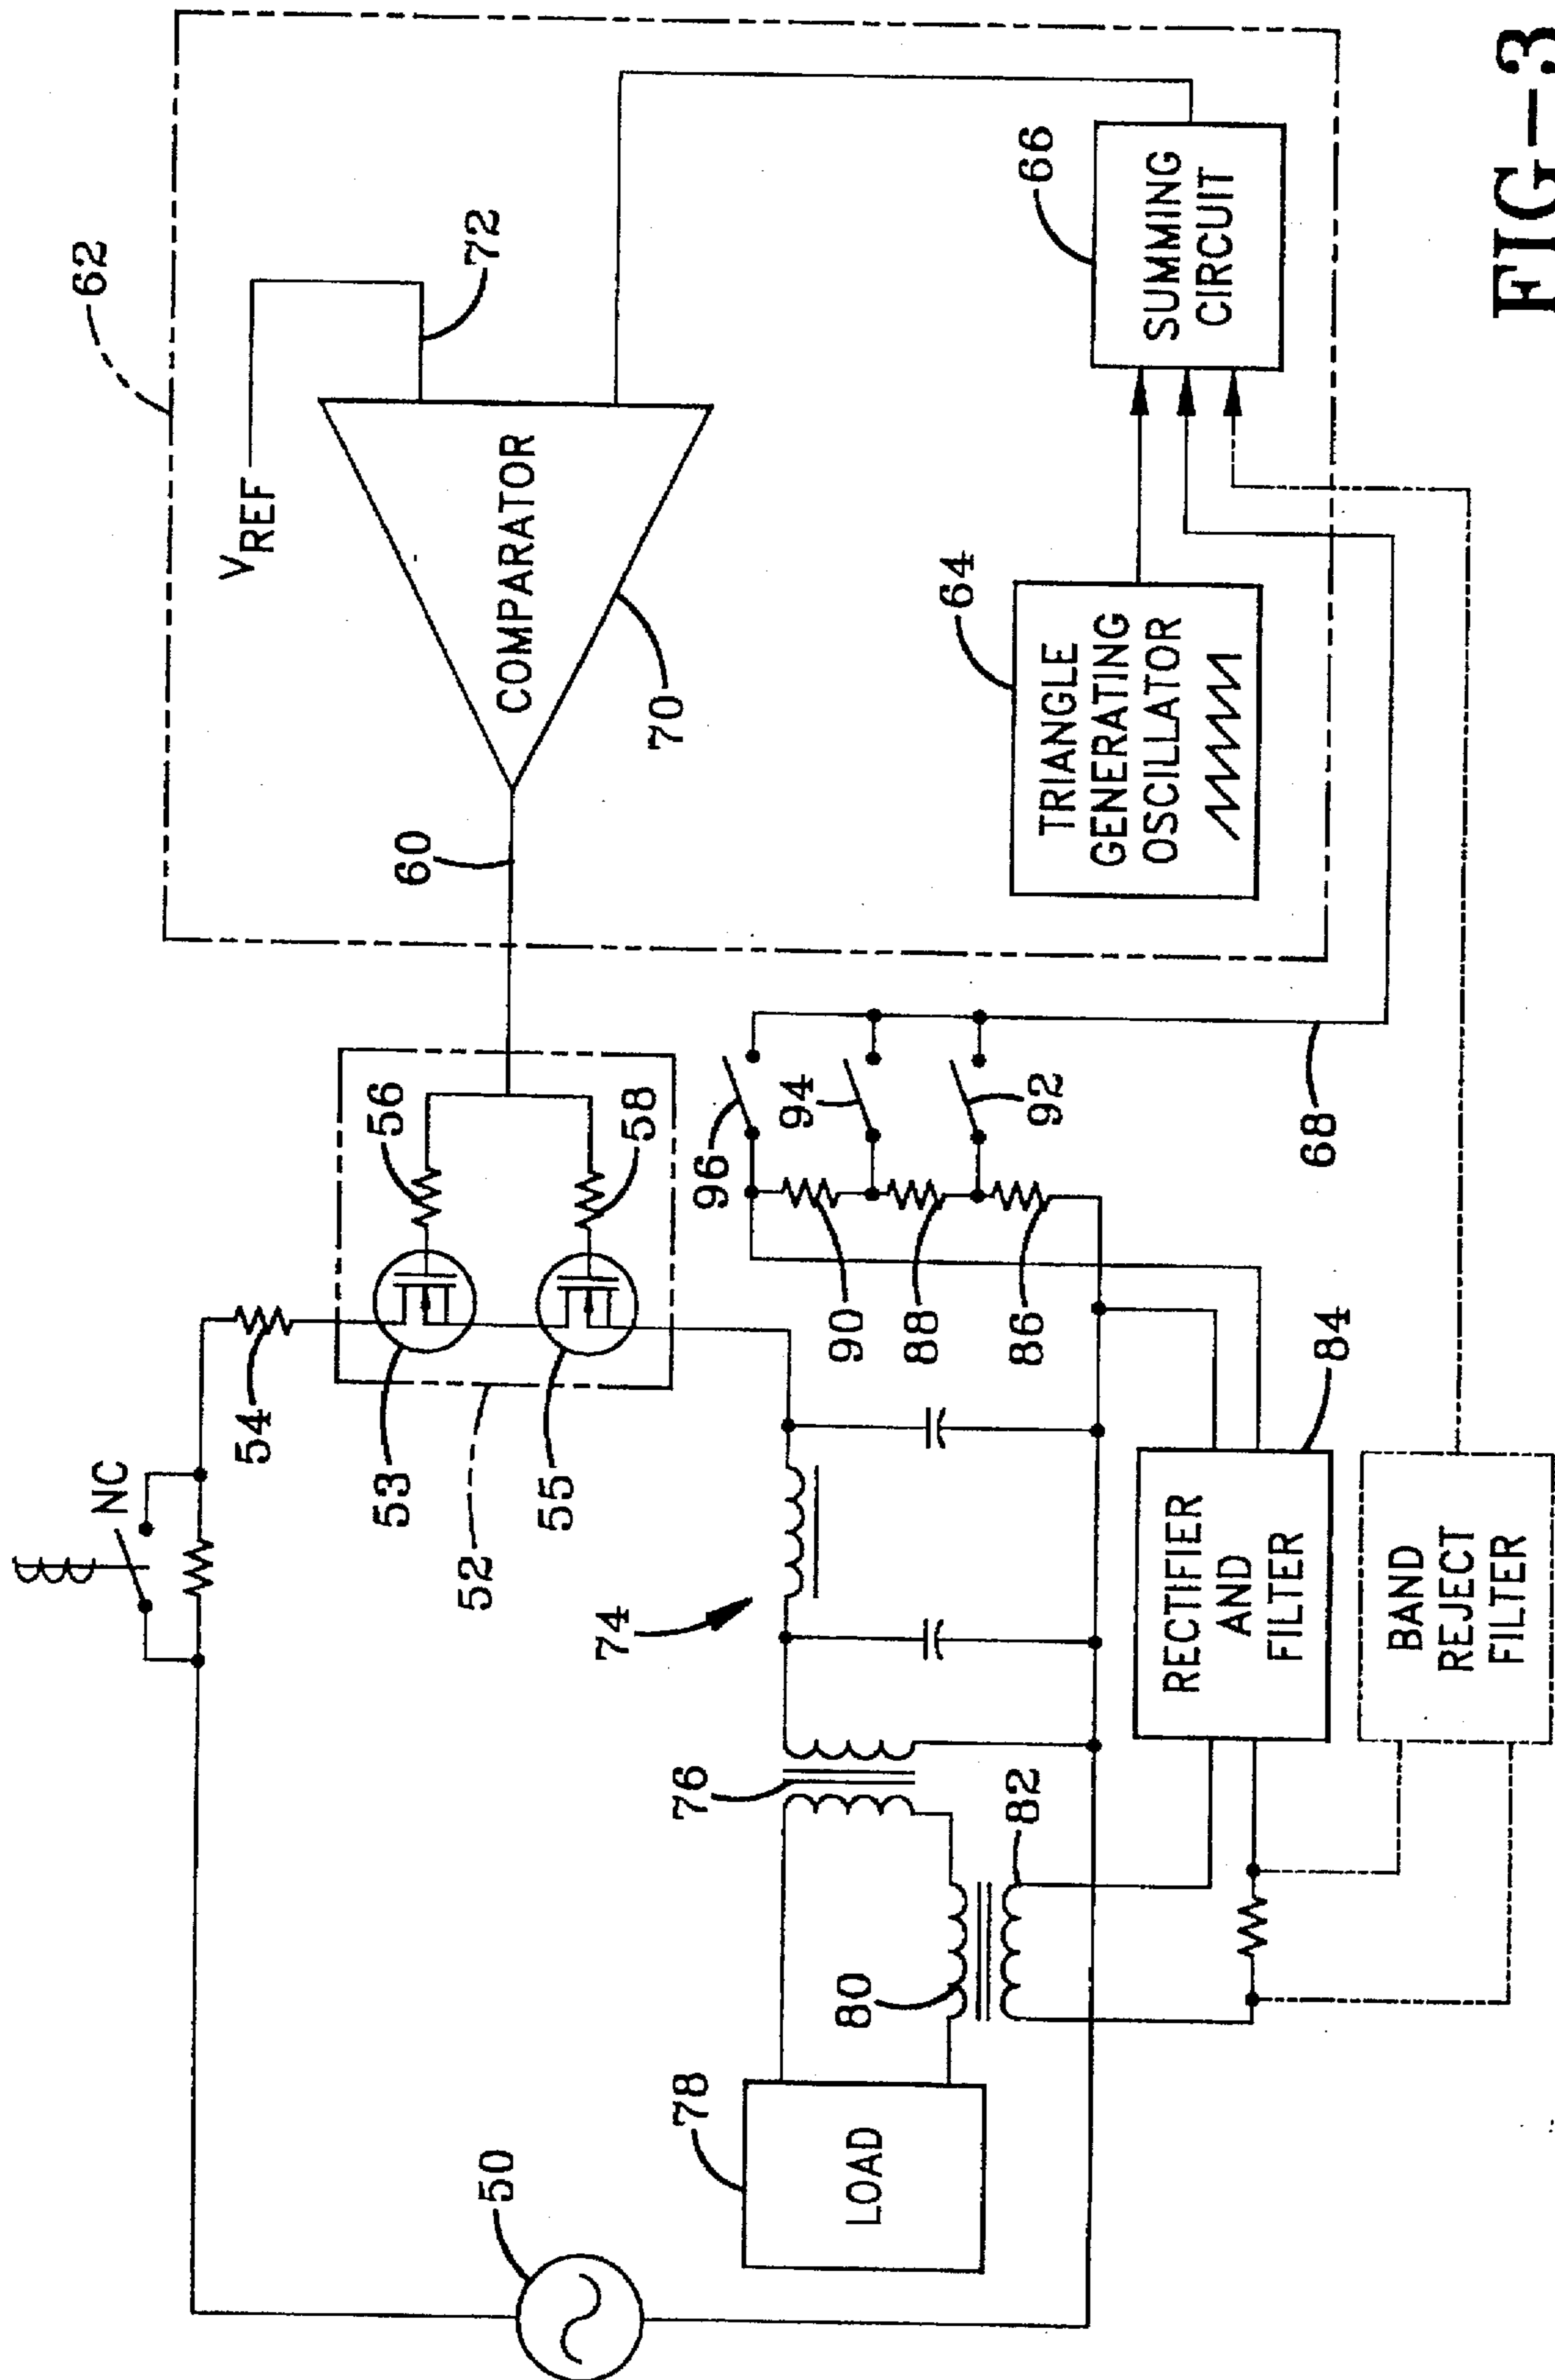 FIG-3
62
V REF
72
COMPARATOR
70
60
66
SUMMING
CIRCUIT
64
TRIANGLE
GENERATING
OSCILLATOR
NC
54
56
58
53
55
52
96
94
92
68
90
88
86
84
74
76
82
80
78
LOAD
50
RECTIFIER
AND
FILTER
BAND
REJECT
FILTER